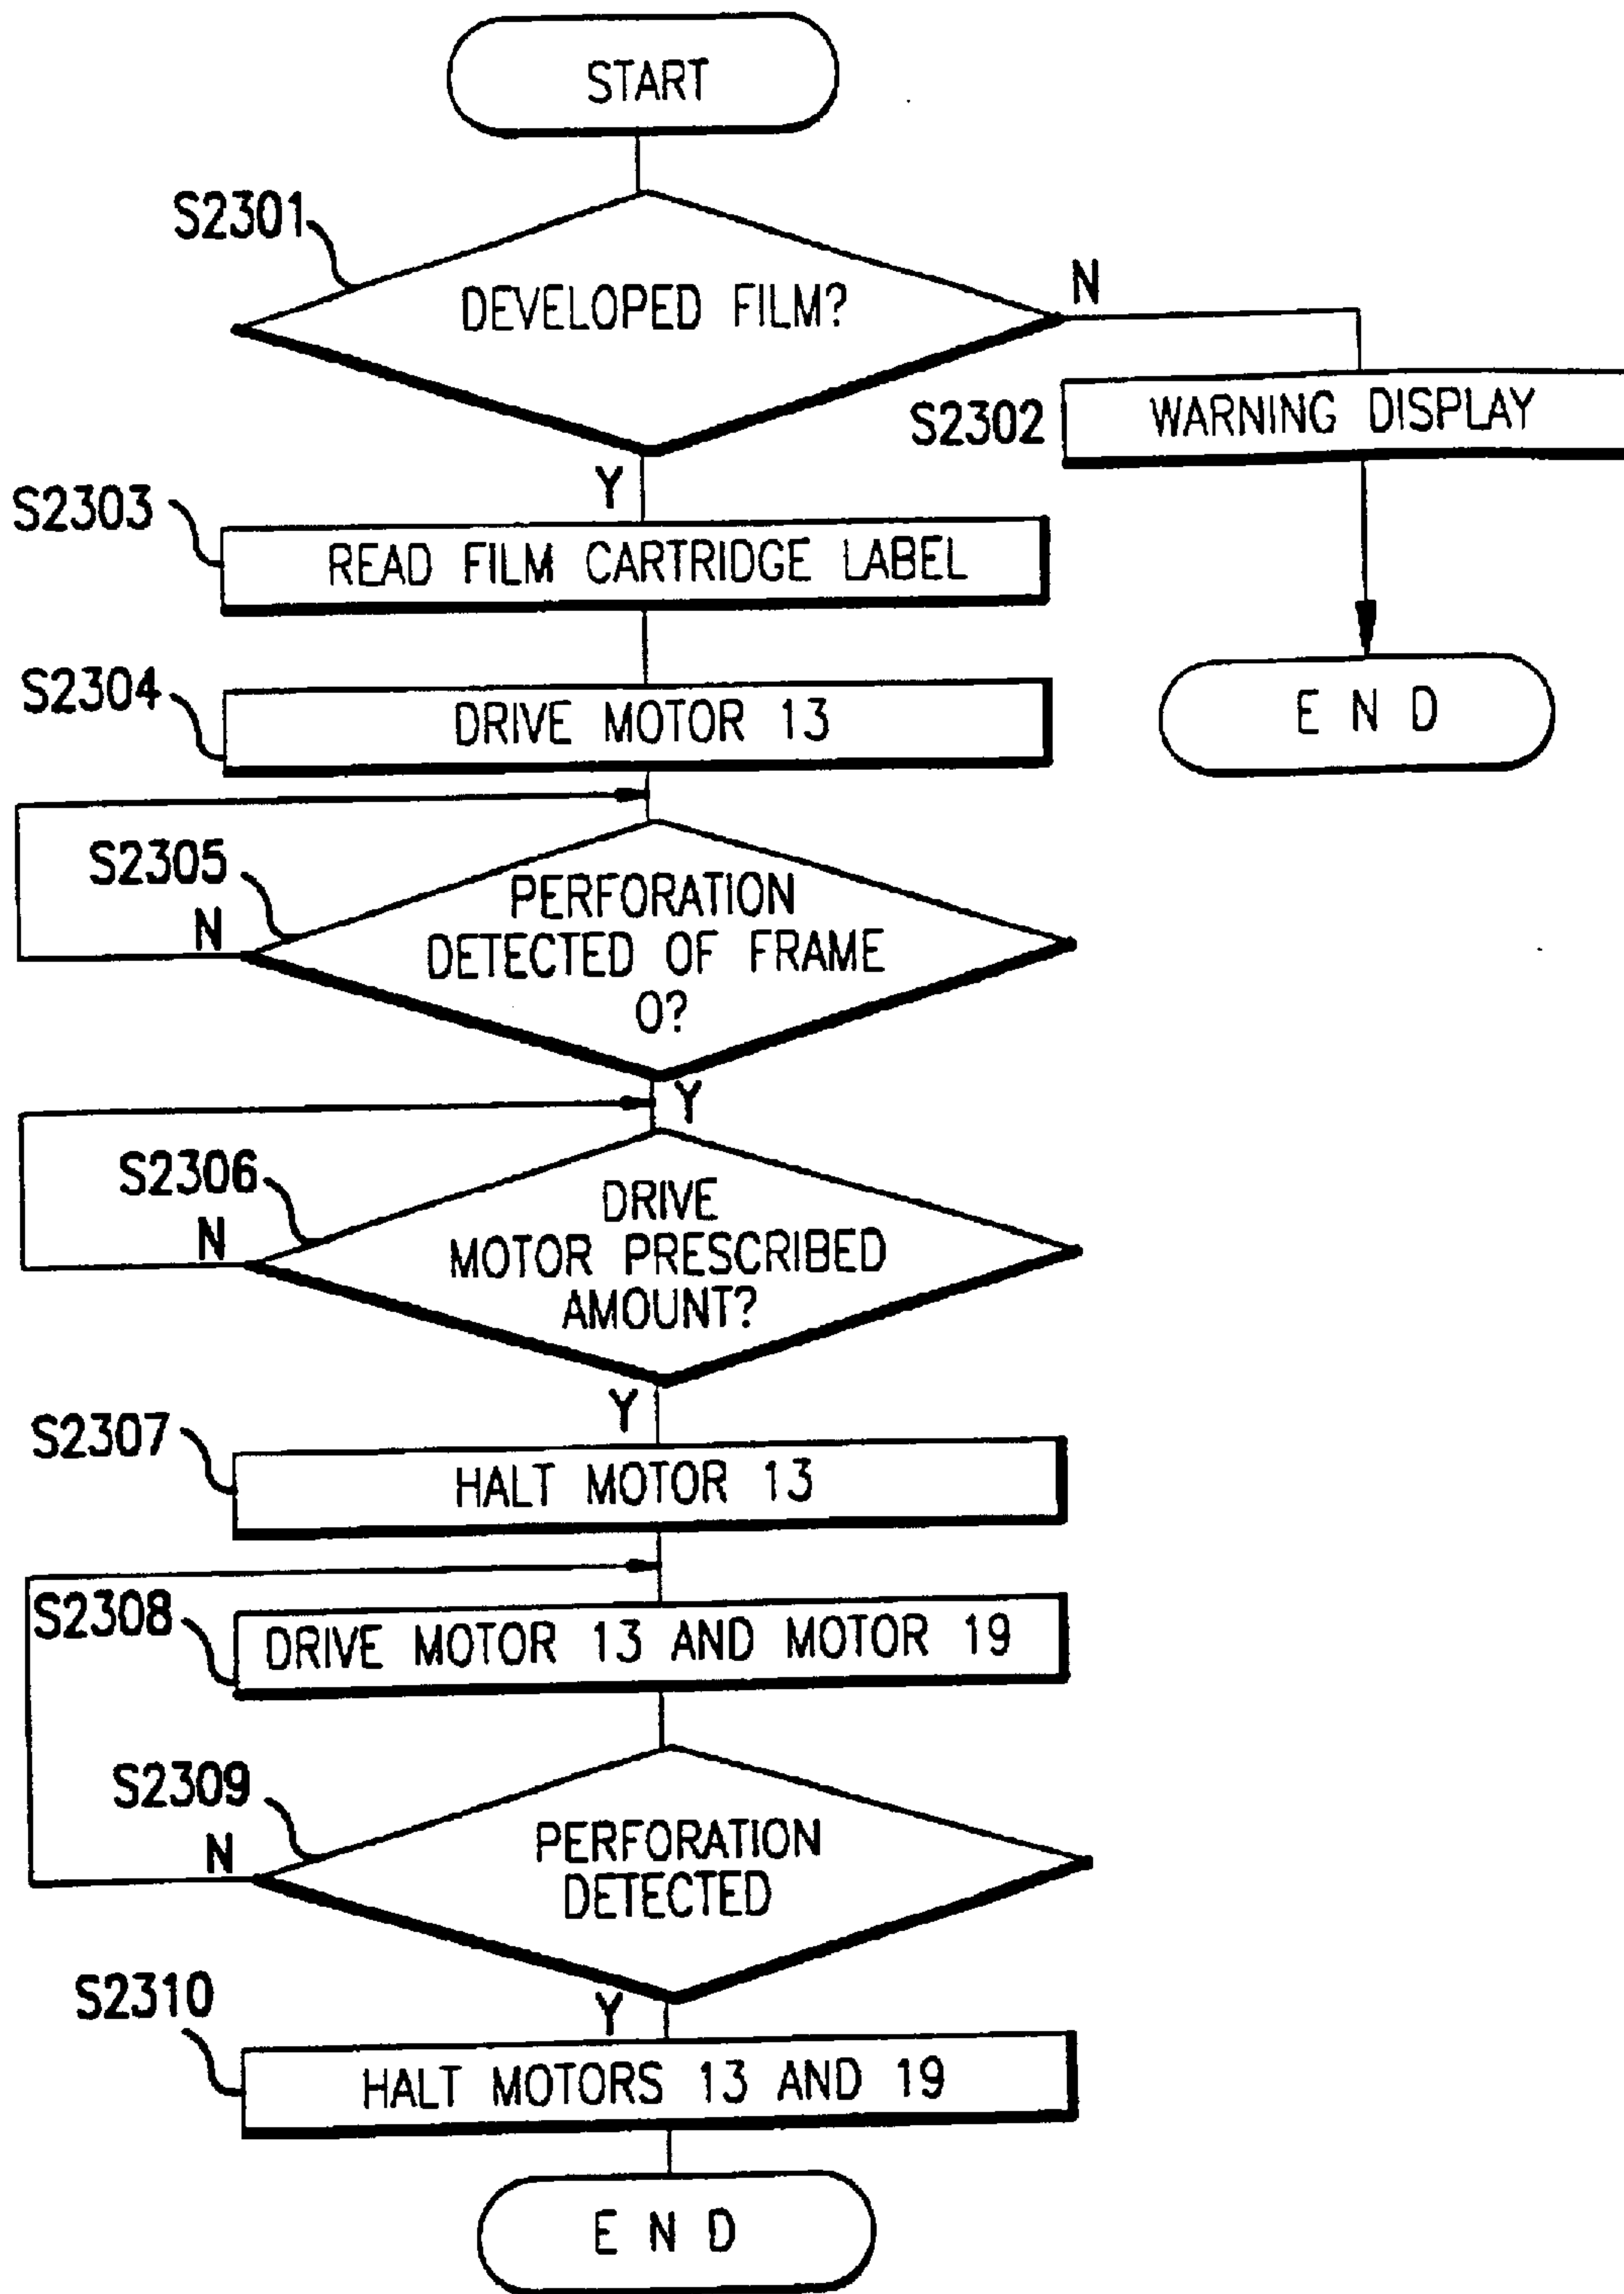 START
S2301
DEVELOPED FILM?
N
S2302
WARNING DISPLAY
Y
S2303
READ FILM CARTRIDGE LABEL
E N D
S2304
DRIVE MOTOR 13
S2305
N
PERFORATION
DETECTED OF FRAME
0?
Y
S2306
N
DRIVE
MOTOR PRESCRIBED
AMOUNT?
Y
S2307
HALT MOTOR 13
S2308
DRIVE MOTOR 13 AND MOTOR 19
S2309
N
PERFORATION
DETECTED
Y
S2310
HALT MOTORS 13 AND 19
E N D